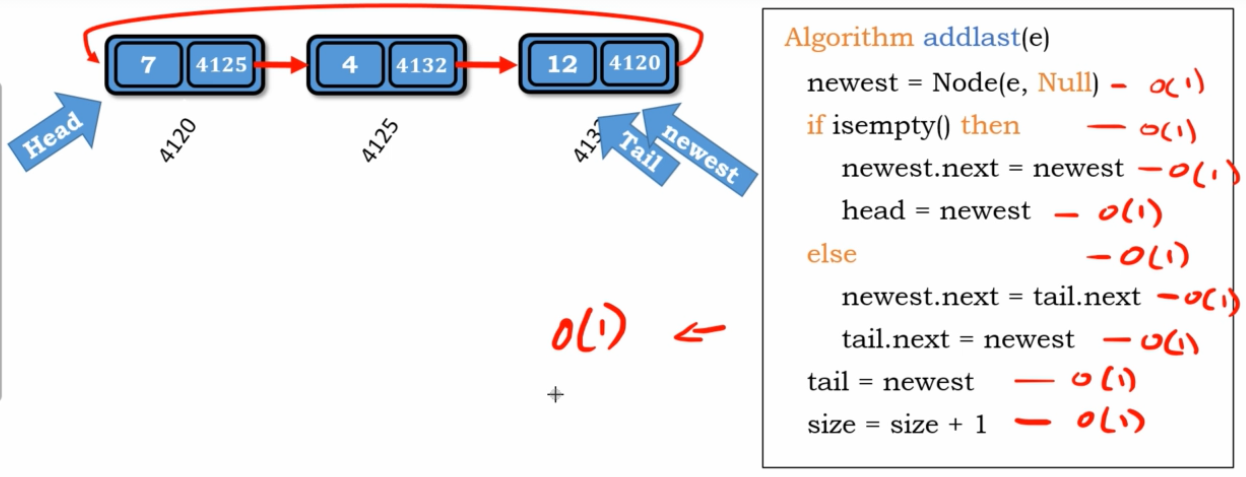 7 4125 4 4132 12 4120
Head
4120
4125
Tail
newest
O(1) ←
Algorithm addlast(e)
newest = Node(e, Null) – O(1)
if isempty() then – O(1)
newest.next = newest – O(1)
head = newest – O(1)
else – O(1)
newest.next = tail.next – O(1)
tail.next = newest – O(1)
tail = newest – O(1)
size = size + 1 – O(1)